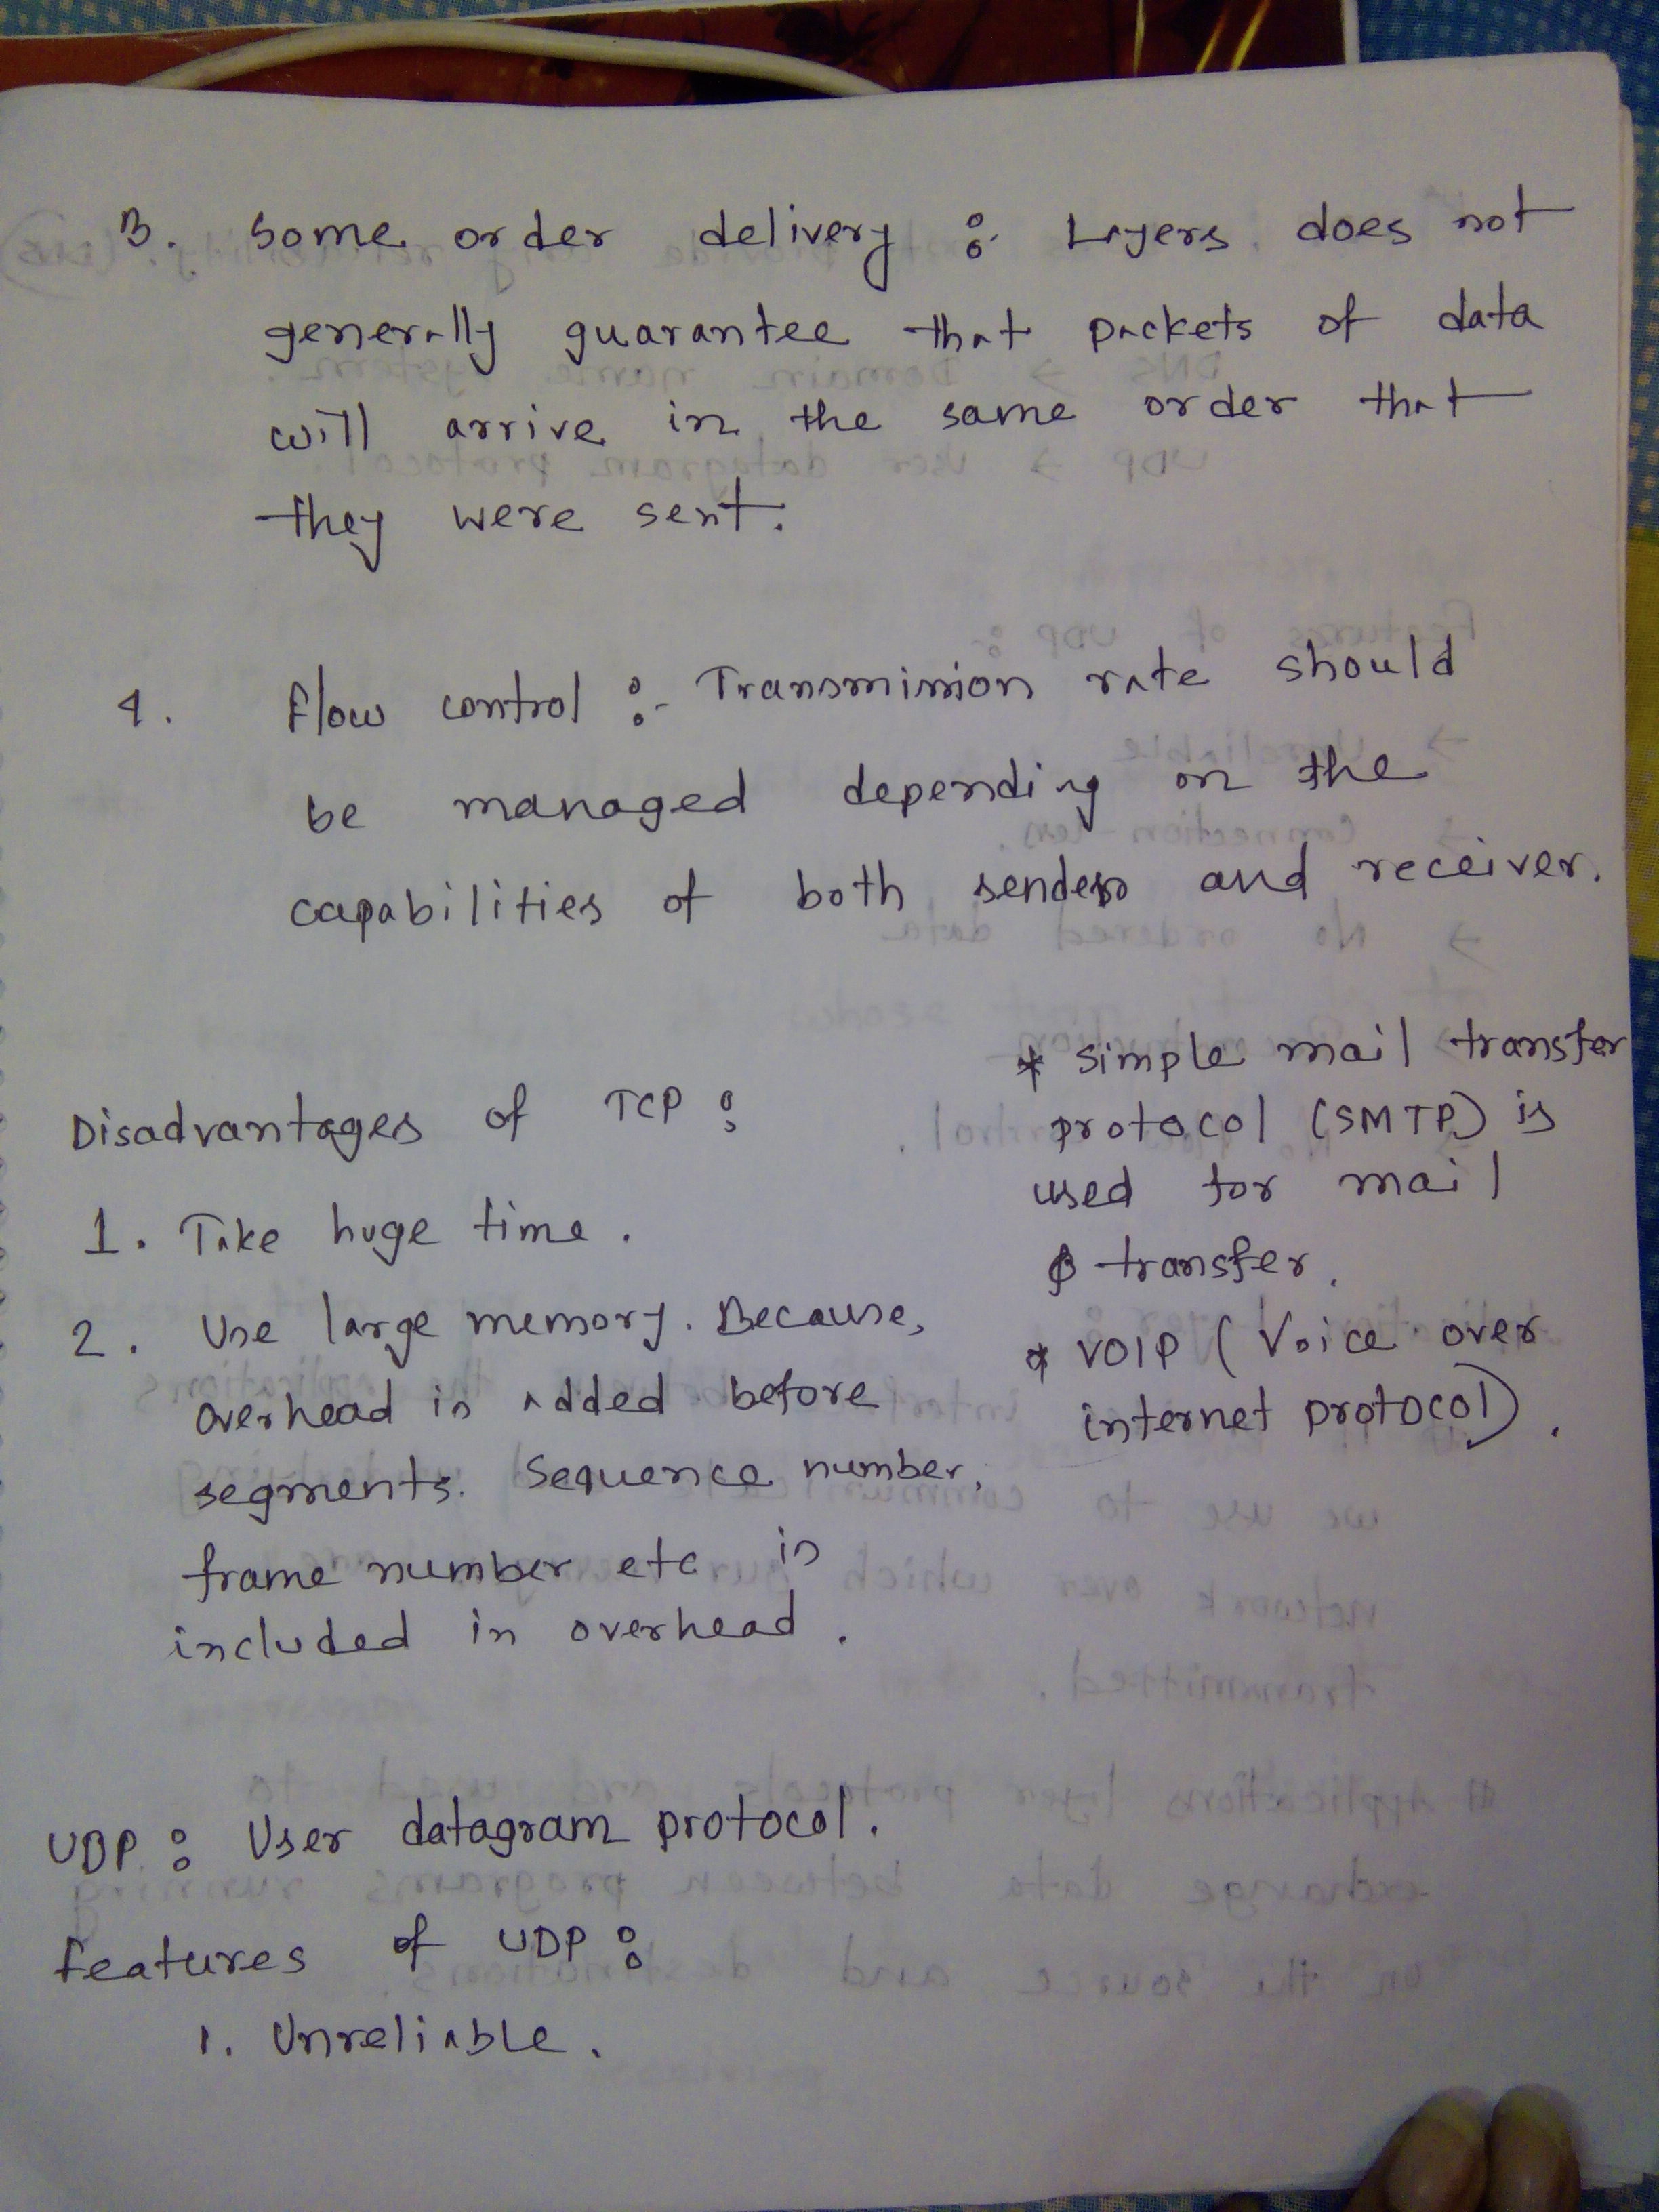 3. Some order delivery : Layers does not
generally guarantee that packets of data
will arrive in the same order that
they were sent.
4. Flow control :- Transmission rate should
be managed depending on the
capabilities of both sender and receiver.
Disadvantages of TCP :
1. Take huge time.
2. Use large memory. Because,
overhead is added before
segments. Sequence number,
frame number etc is
included in overhead.
* simple mail transfer
protocol (SMTP) is
used for mail
transfer.
* VOIP (Voice over
internet protocol).
UDP : User datagram protocol.
Features of UDP :
1. Unreliable.